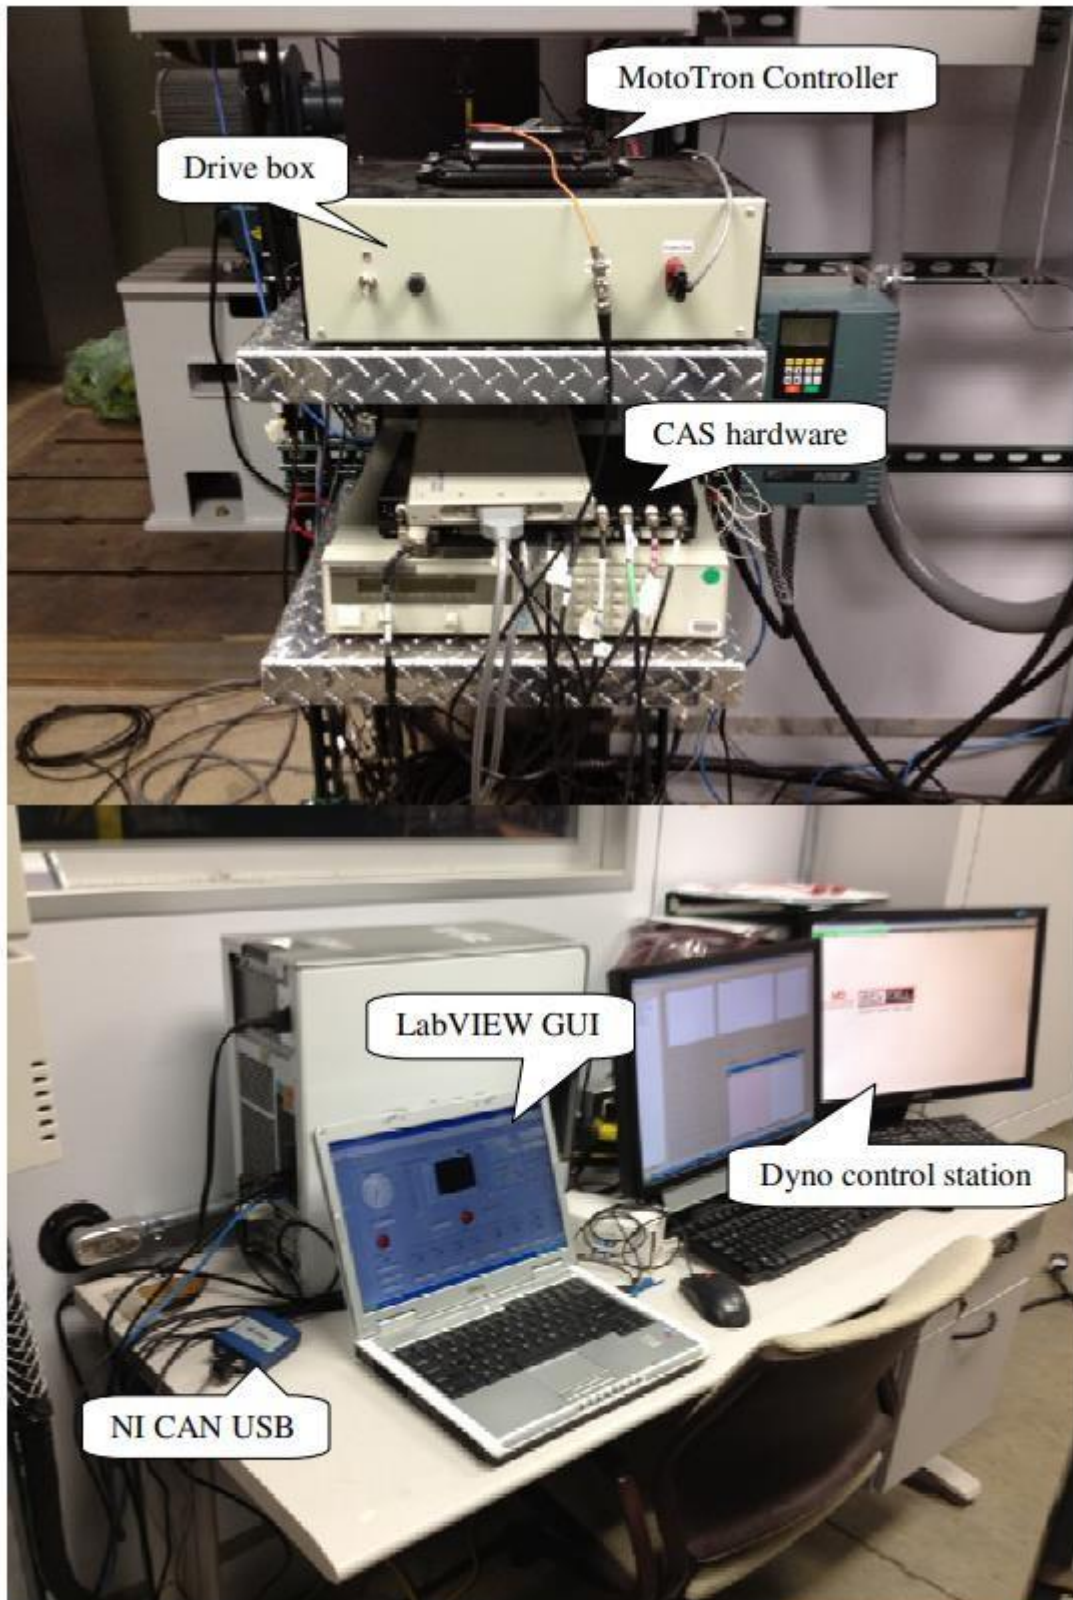 MotoTron Controller
Drive box
CAS hardware
LabVIEW GUI
Dyno control station
NI CAN USB